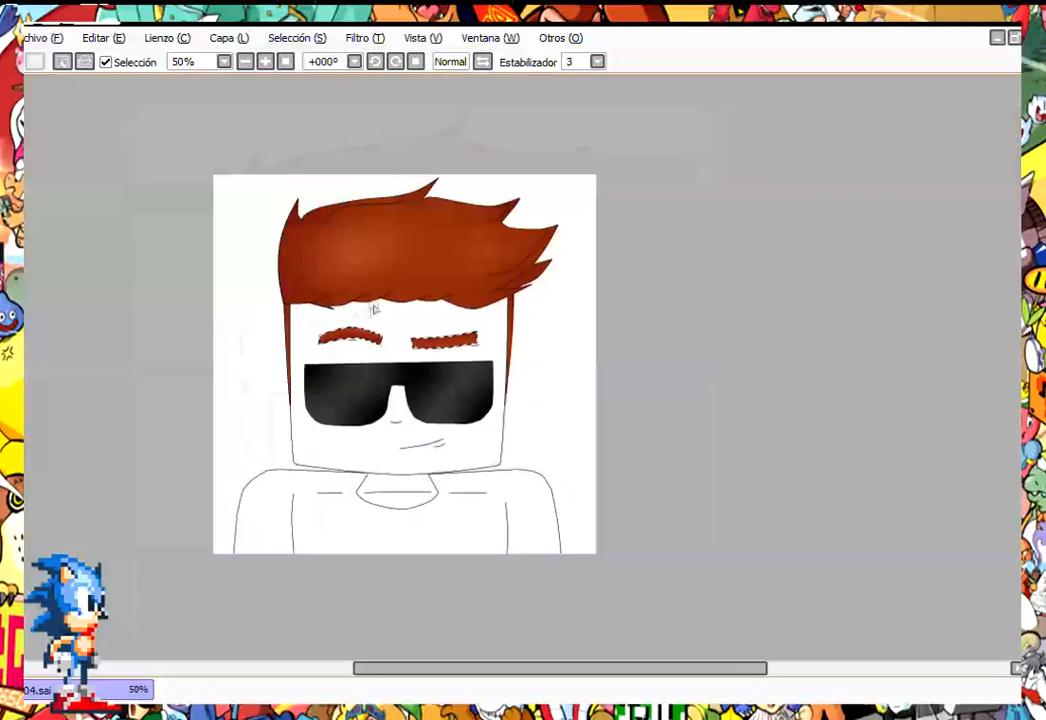 chivo (F) Editar (E) Lienzo (C) Capa (L) Selección (S) Filtro (T) Vista (V) Ventana (W) Otros (O)
Selección 50% +000° Normal Estabilizador 3
04.sai 50%